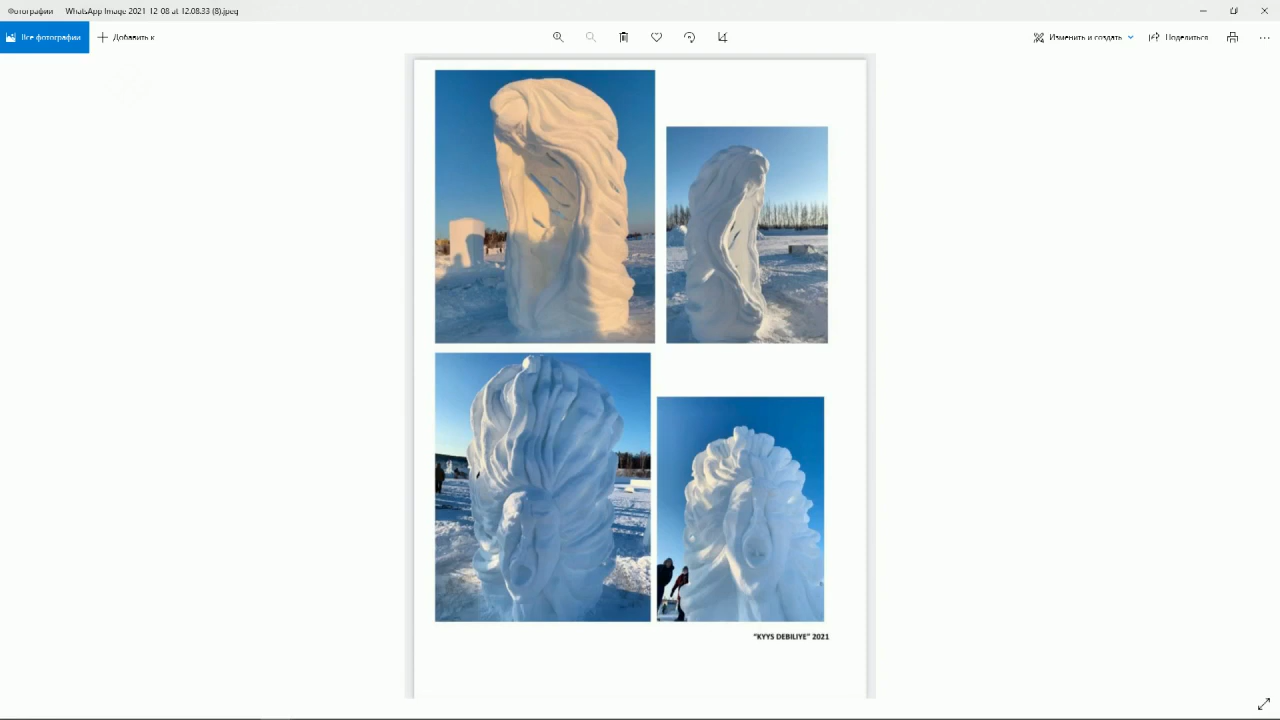 Фотографии - WhatsApp Image 2021-12-08 at 12.08.33 (8).jpeg
Все фотографии
Добавить к
Изменить и создать
Поделиться
"KYYS DEBILIYE" 2021